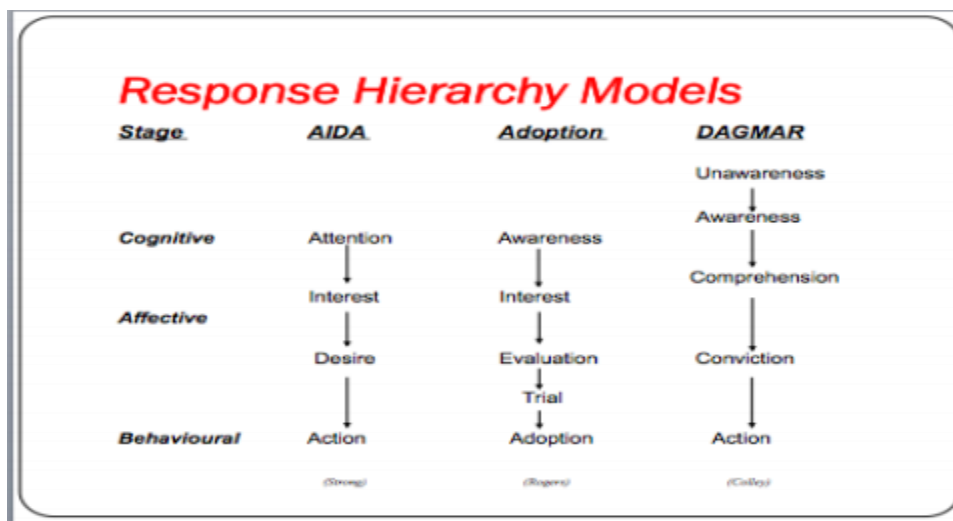 Response Hierarchy Models
Stage AIDA Adoption DAGMAR
Unawareness
Awareness
Cognitive Attention Awareness
Comprehension
Interest Interest
Affective
Desire Evaluation Conviction
Trial
Behavioural Action Adoption Action
(Strong) (Rogers) (Colley)